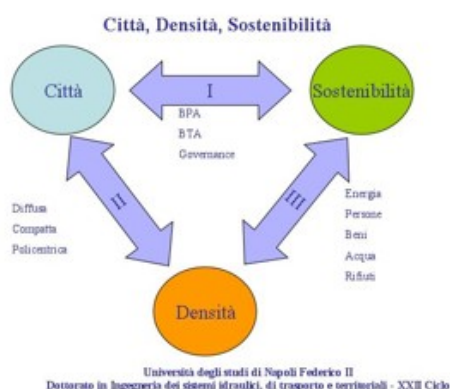 Città, Densità, Sostenibilità
Città
I
Sostenibilità
BPA
BTA
Governance
II
III
Diffusa
Compatta
Policentrica
Energia
Persone
Beni
Acqua
Rifiuti
Densità
Università degli studi di Napoli Federico II
Dottorato in Ingegneria dei sistemi idraulici, di trasporto e territoriali - XXII Ciclo